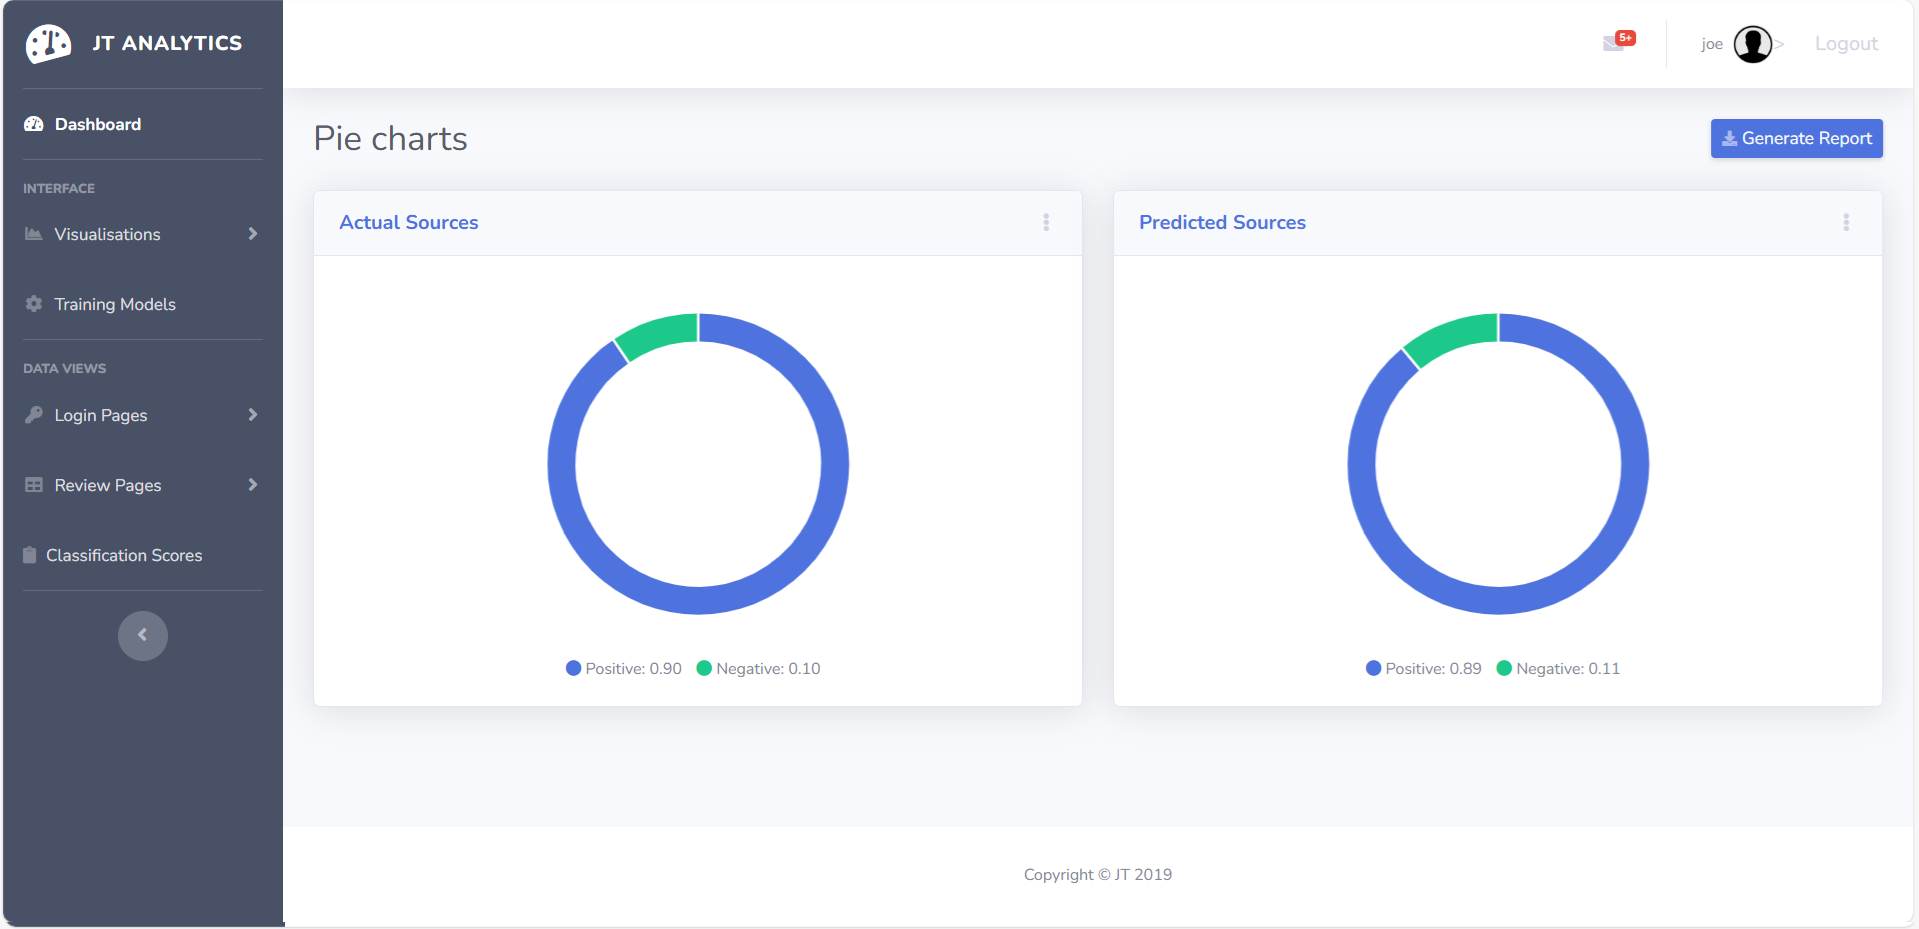 JT ANALYTICS
5+
joe
>
Logout
Dashboard
Pie charts
Generate Report
INTERFACE
Visualisations
Training Models
DATA VIEWS
Login Pages
Review Pages
Classification Scores
Actual Sources
Positive: 0.90 Negative: 0.10
Predicted Sources
Positive: 0.89 Negative: 0.11
Copyright © JT 2019